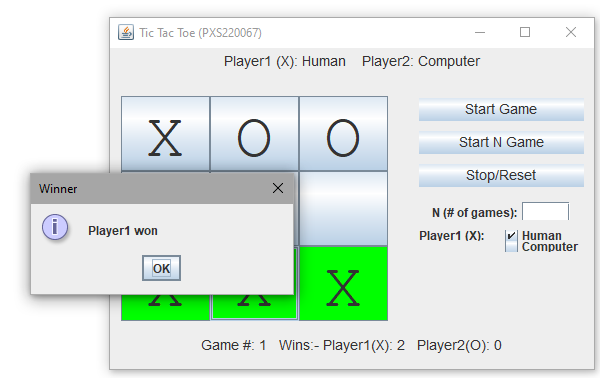 Tic Tac Toe (PXS220067)
Player1 (X): Human Player2: Computer
X O O
Start Game
Start N Game
Stop/Reset
Winner
Player1 won
OK
N (# of games):
Player1 (X): Human
Computer
X X X
Game #: 1 Wins:- Player1(X): 2 Player2(O): 0